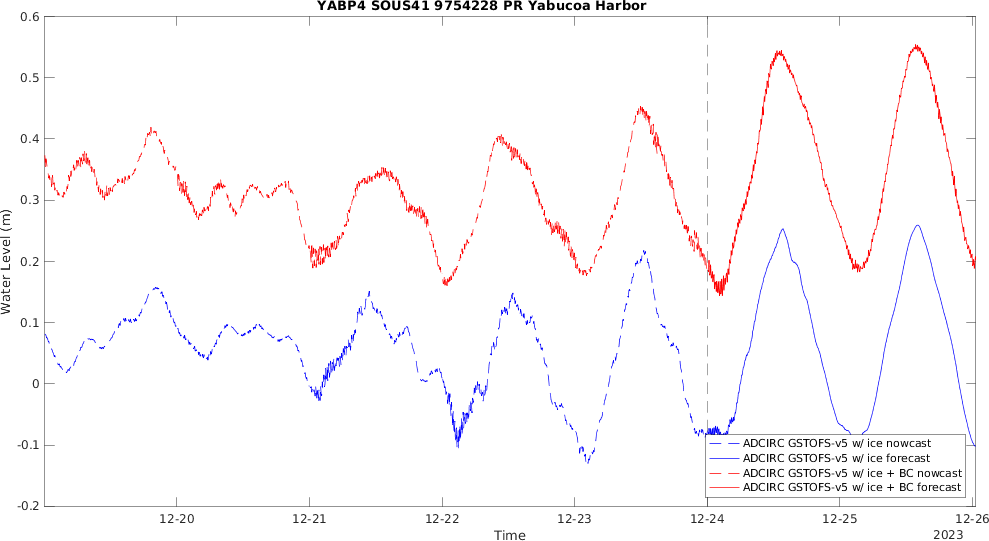 YABP4 SOUS41 9754228 PR Yabucoa Harbor
Water Level (m)
0.6
0.5
0.4
0.3
0.2
0.1
0
-0.1
-0.2
12-20 12-21 12-22 12-23 12-24 12-25 12-26
Time
2023
ADCIRC GSTOFS-v5 w/ ice nowcast
ADCIRC GSTOFS-v5 w/ ice forecast
ADCIRC GSTOFS-v5 w/ ice + BC nowcast
ADCIRC GSTOFS-v5 w/ ice + BC forecast